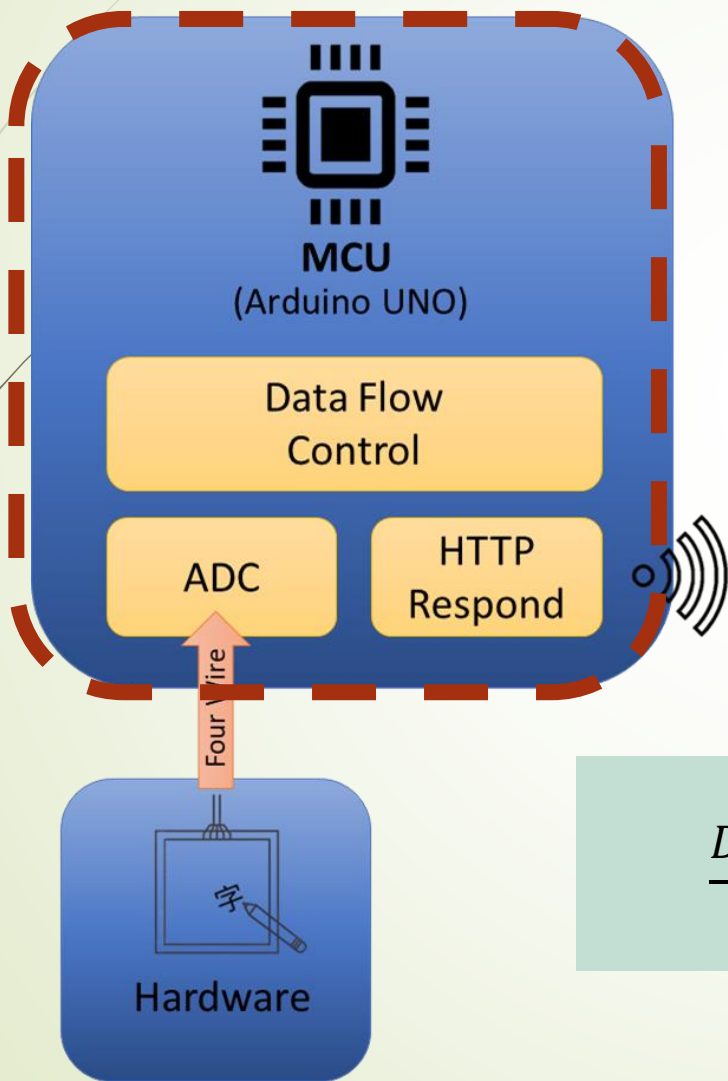 MCU
(Arduino UNO)
Data Flow
Control
ADC
HTTP
Respond
Four Wire
字
Hardware